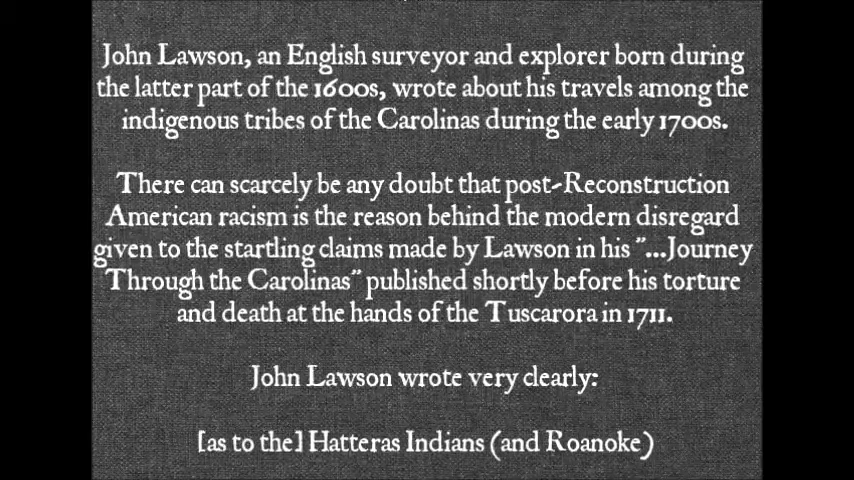 John Lawson, an English surveyor and explorer born during
the latter part of the 1600s, wrote about his travels among the
indigenous tribes of the Carolinas during the early 1700s.
There can scarcely be any doubt that post-Reconstruction
American racism is the reason behind the modern disregard
given to the startling claims made by Lawson in his "...Journey
Through the Carolinas" published shortly before his torture
and death at the hands of the Tuscarora in 1711.
John Lawson wrote very clearly:
[as to the] Hatteras Indians (and Roanoke)